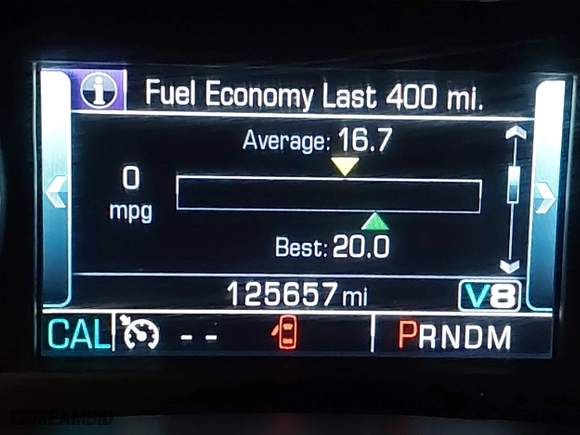 Fuel Economy Last 400 mi.
Average: 16.7
0
mpg
Best: 20.0
125657 mi
V8
CAL -- PRNDM